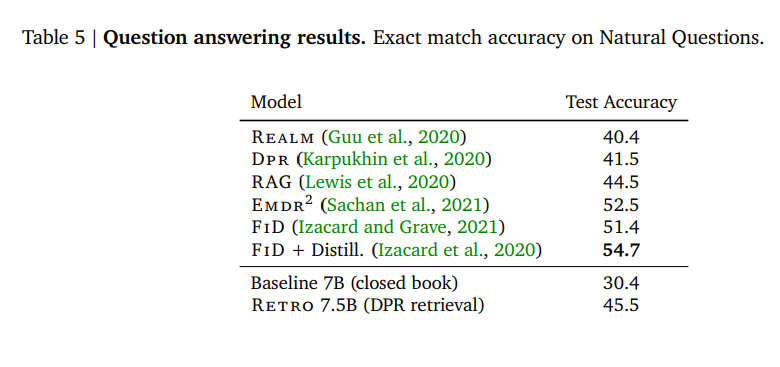 Table 5 | Question answering results. Exact match accuracy on Natural Questions.
Model Test Accuracy
REALM (Guu et al., 2020) 40.4
DPR (Karpukhin et al., 2020) 41.5
RAG (Lewis et al., 2020) 44.5
EMDR² (Sachan et al., 2021) 52.5
FID (Izacard and Grave, 2021) 51.4
FID + Distill. (Izacard et al., 2020) 54.7
Baseline 7B (closed book) 30.4
RETRO 7.5B (DPR retrieval) 45.5